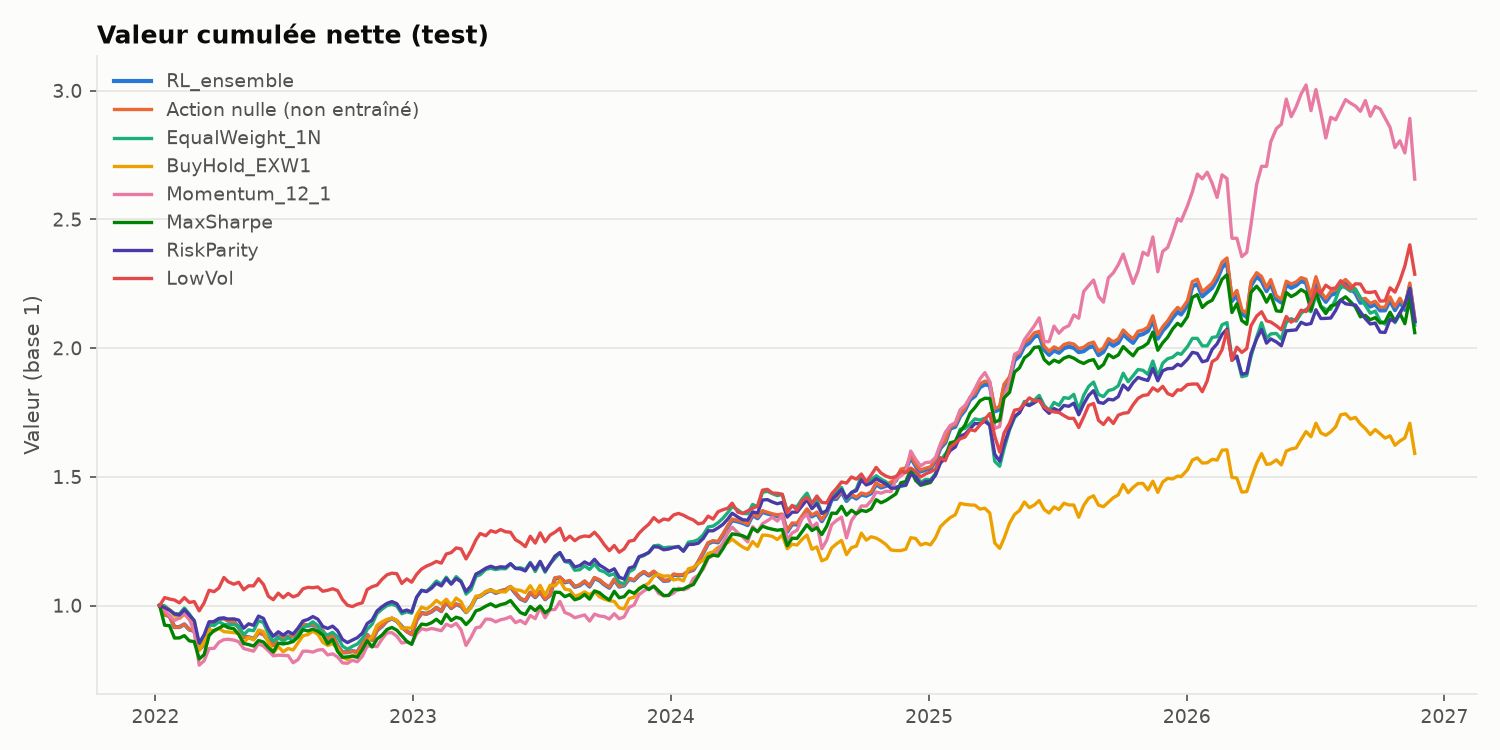 Valeur cumulée nette (test)
RL_ensemble
Action nulle (non entraîné)
EqualWeight_1N
BuyHold_EXW1
Momentum_12_1
MaxSharpe
RiskParity
LowVol
Valeur (base 1)
3.0
2.5
2.0
1.5
1.0
2022 2023 2024 2025 2026 2027